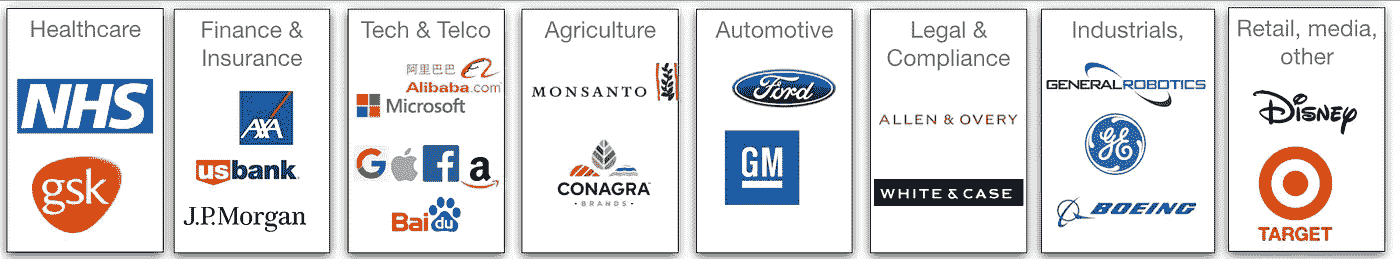 Healthcare
NHS
gsk
Finance &
Insurance
AXA
usbank
J.P.Morgan
Tech & Telco
阿里巴巴
Alibaba.com
Microsoft
G
f
a
Baidu
Agriculture
MONSANTO
CONAGRA
BRANDS
Automotive
Ford
GM
Legal &
Compliance
ALLEN & OVERY
WHITE & CASE
Industrials,
GENERALROBOTICS
GE
BOEING
Retail, media,
other
Disney
TARGET